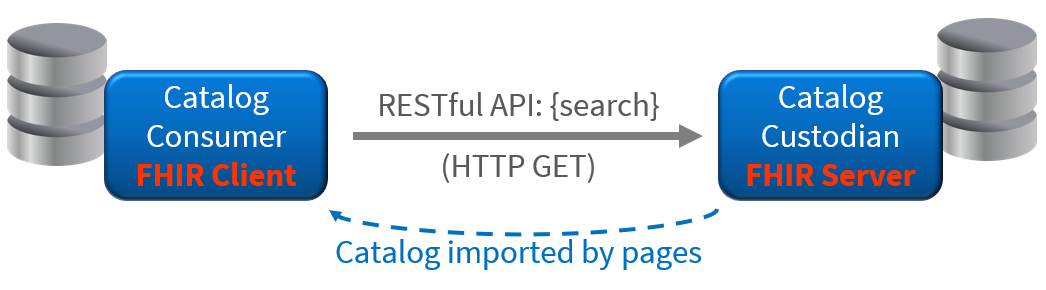 Catalog
Consumer
FHIR Client
RESTful API: {search}
(HTTP GET)
Catalog
Custodian
FHIR Server
Catalog imported by pages